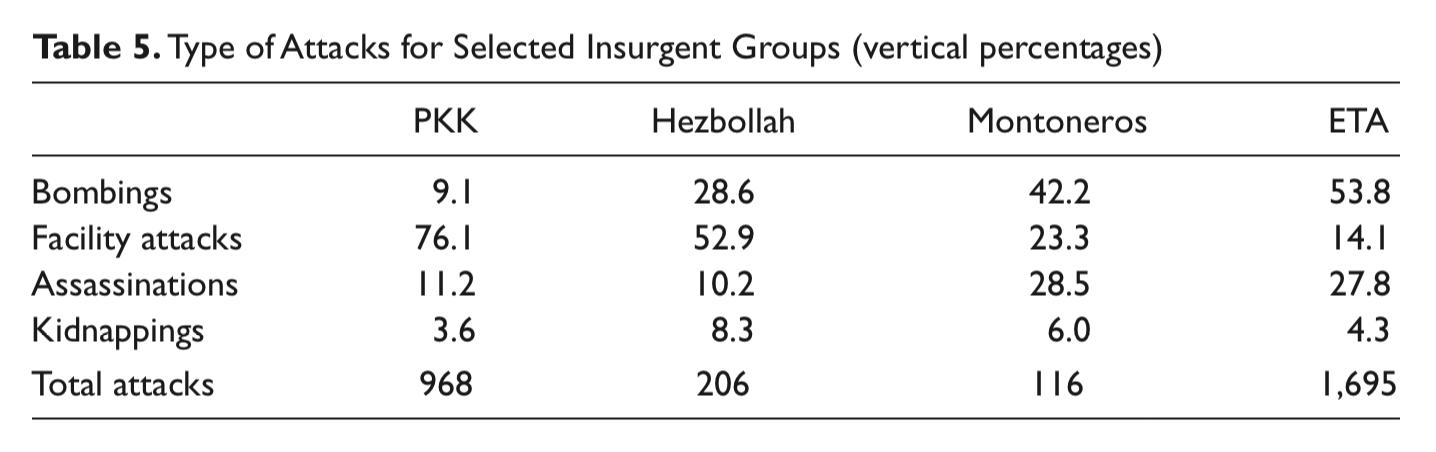 Table 5. Type of Attacks for Selected Insurgent Groups (vertical percentages)
PKK Hezbollah Montoneros ETA
Bombings 9.1 28.6 42.2 53.8
Facility attacks 76.1 52.9 23.3 14.1
Assassinations 11.2 10.2 28.5 27.8
Kidnappings 3.6 8.3 6.0 4.3
Total attacks 968 206 116 1,695